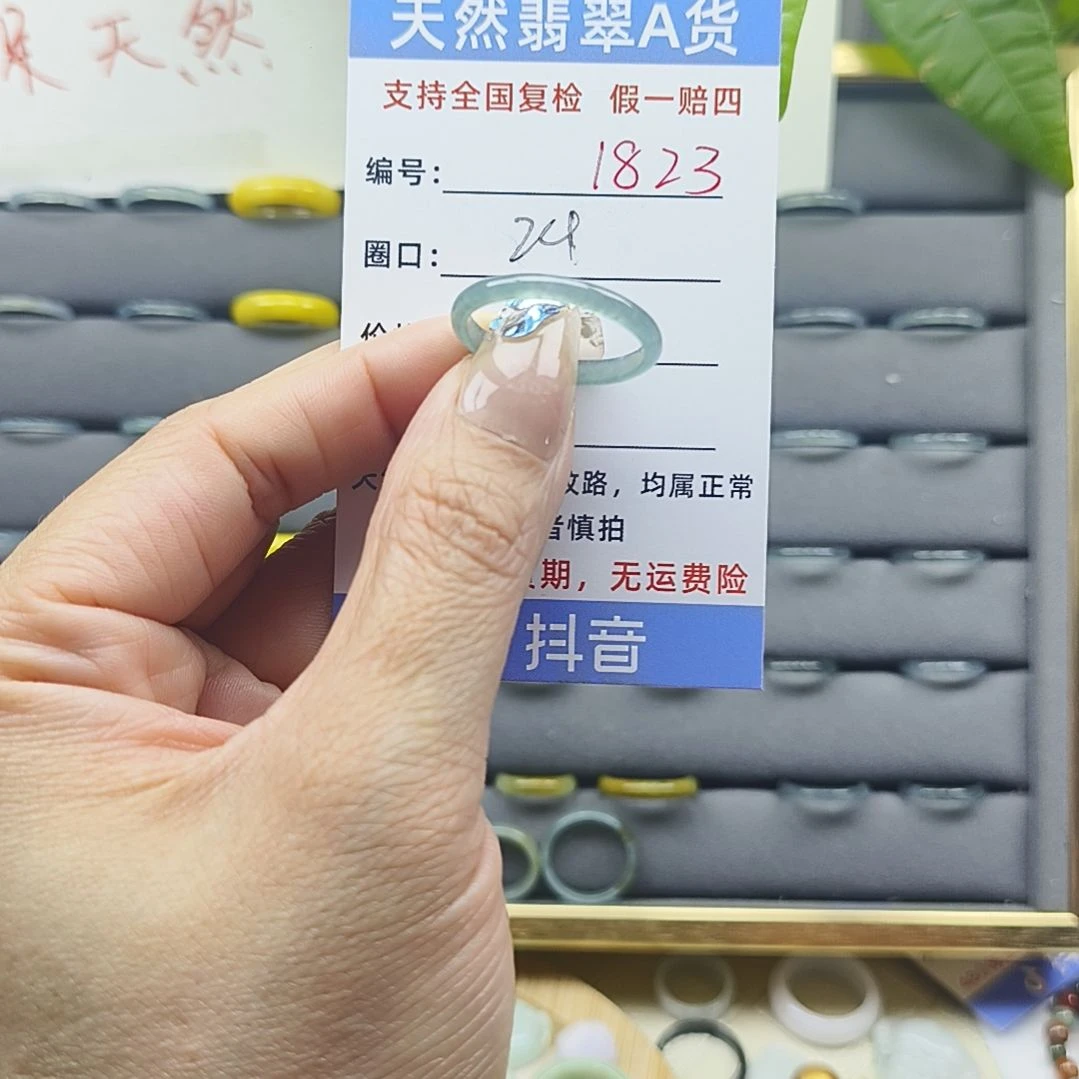 天然
天然翡翠A货
支持全国复检 假一赔四
编号: 1823
圈口: 21
纹路，均属正常
者慎拍
期，无运费险
抖音